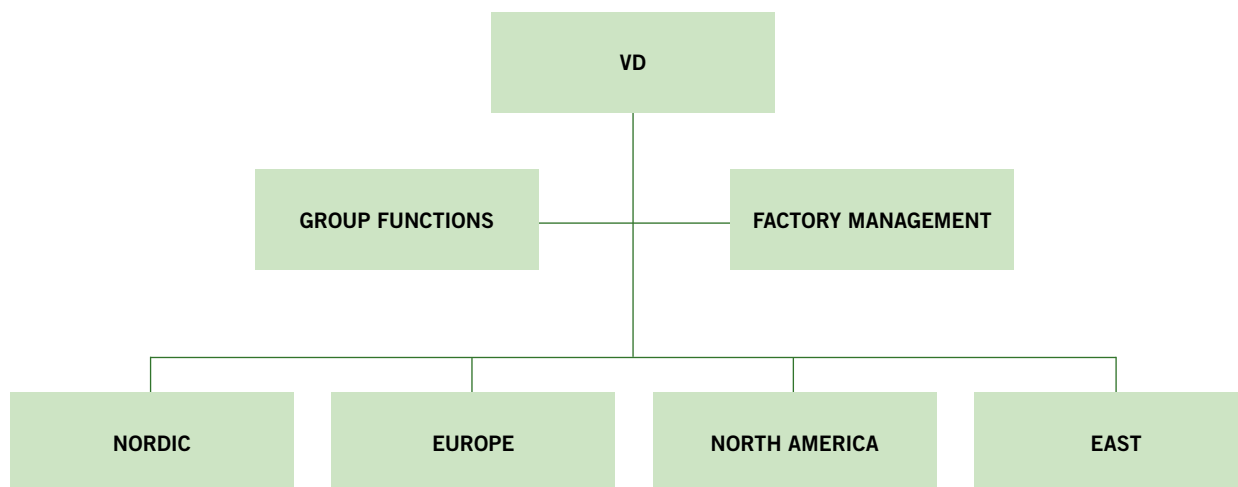 VD
GROUP FUNCTIONS
FACTORY MANAGEMENT
NORDIC
EUROPE
NORTH AMERICA
EAST